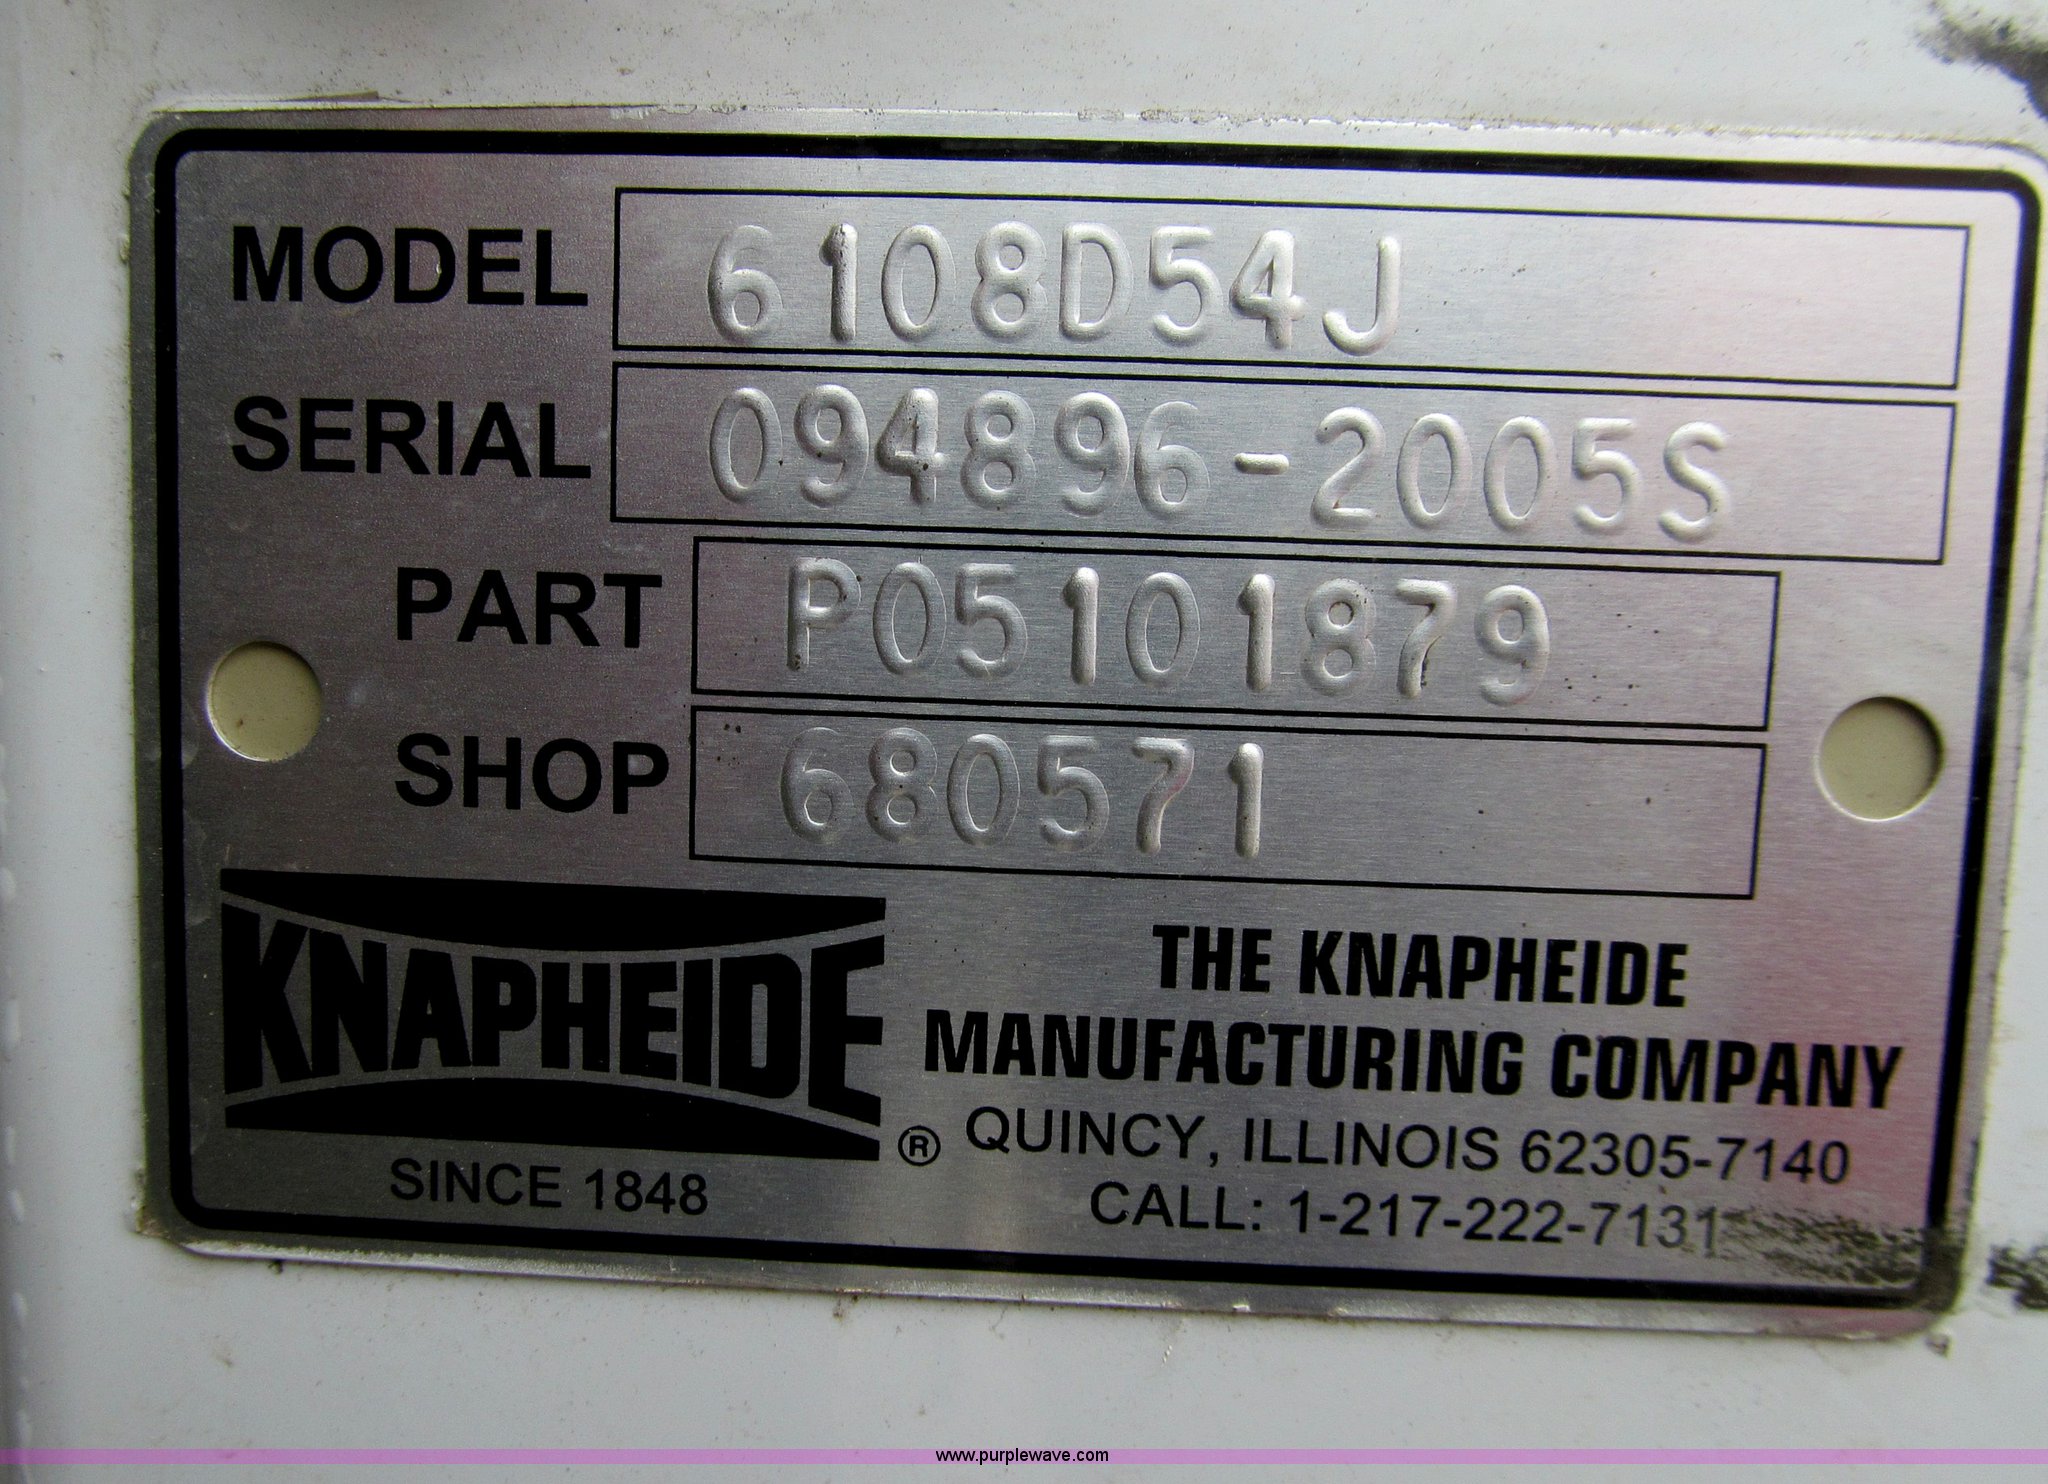 MODEL 6108D54J
SERIAL 094896-2005S
PART P05101879
SHOP 680571
KNAPHEIDE ®
SINCE 1848
THE KNAPHEIDE
MANUFACTURING COMPANY
QUINCY, ILLINOIS 62305-7140
CALL: 1-217-222-7131
www.purplewave.com